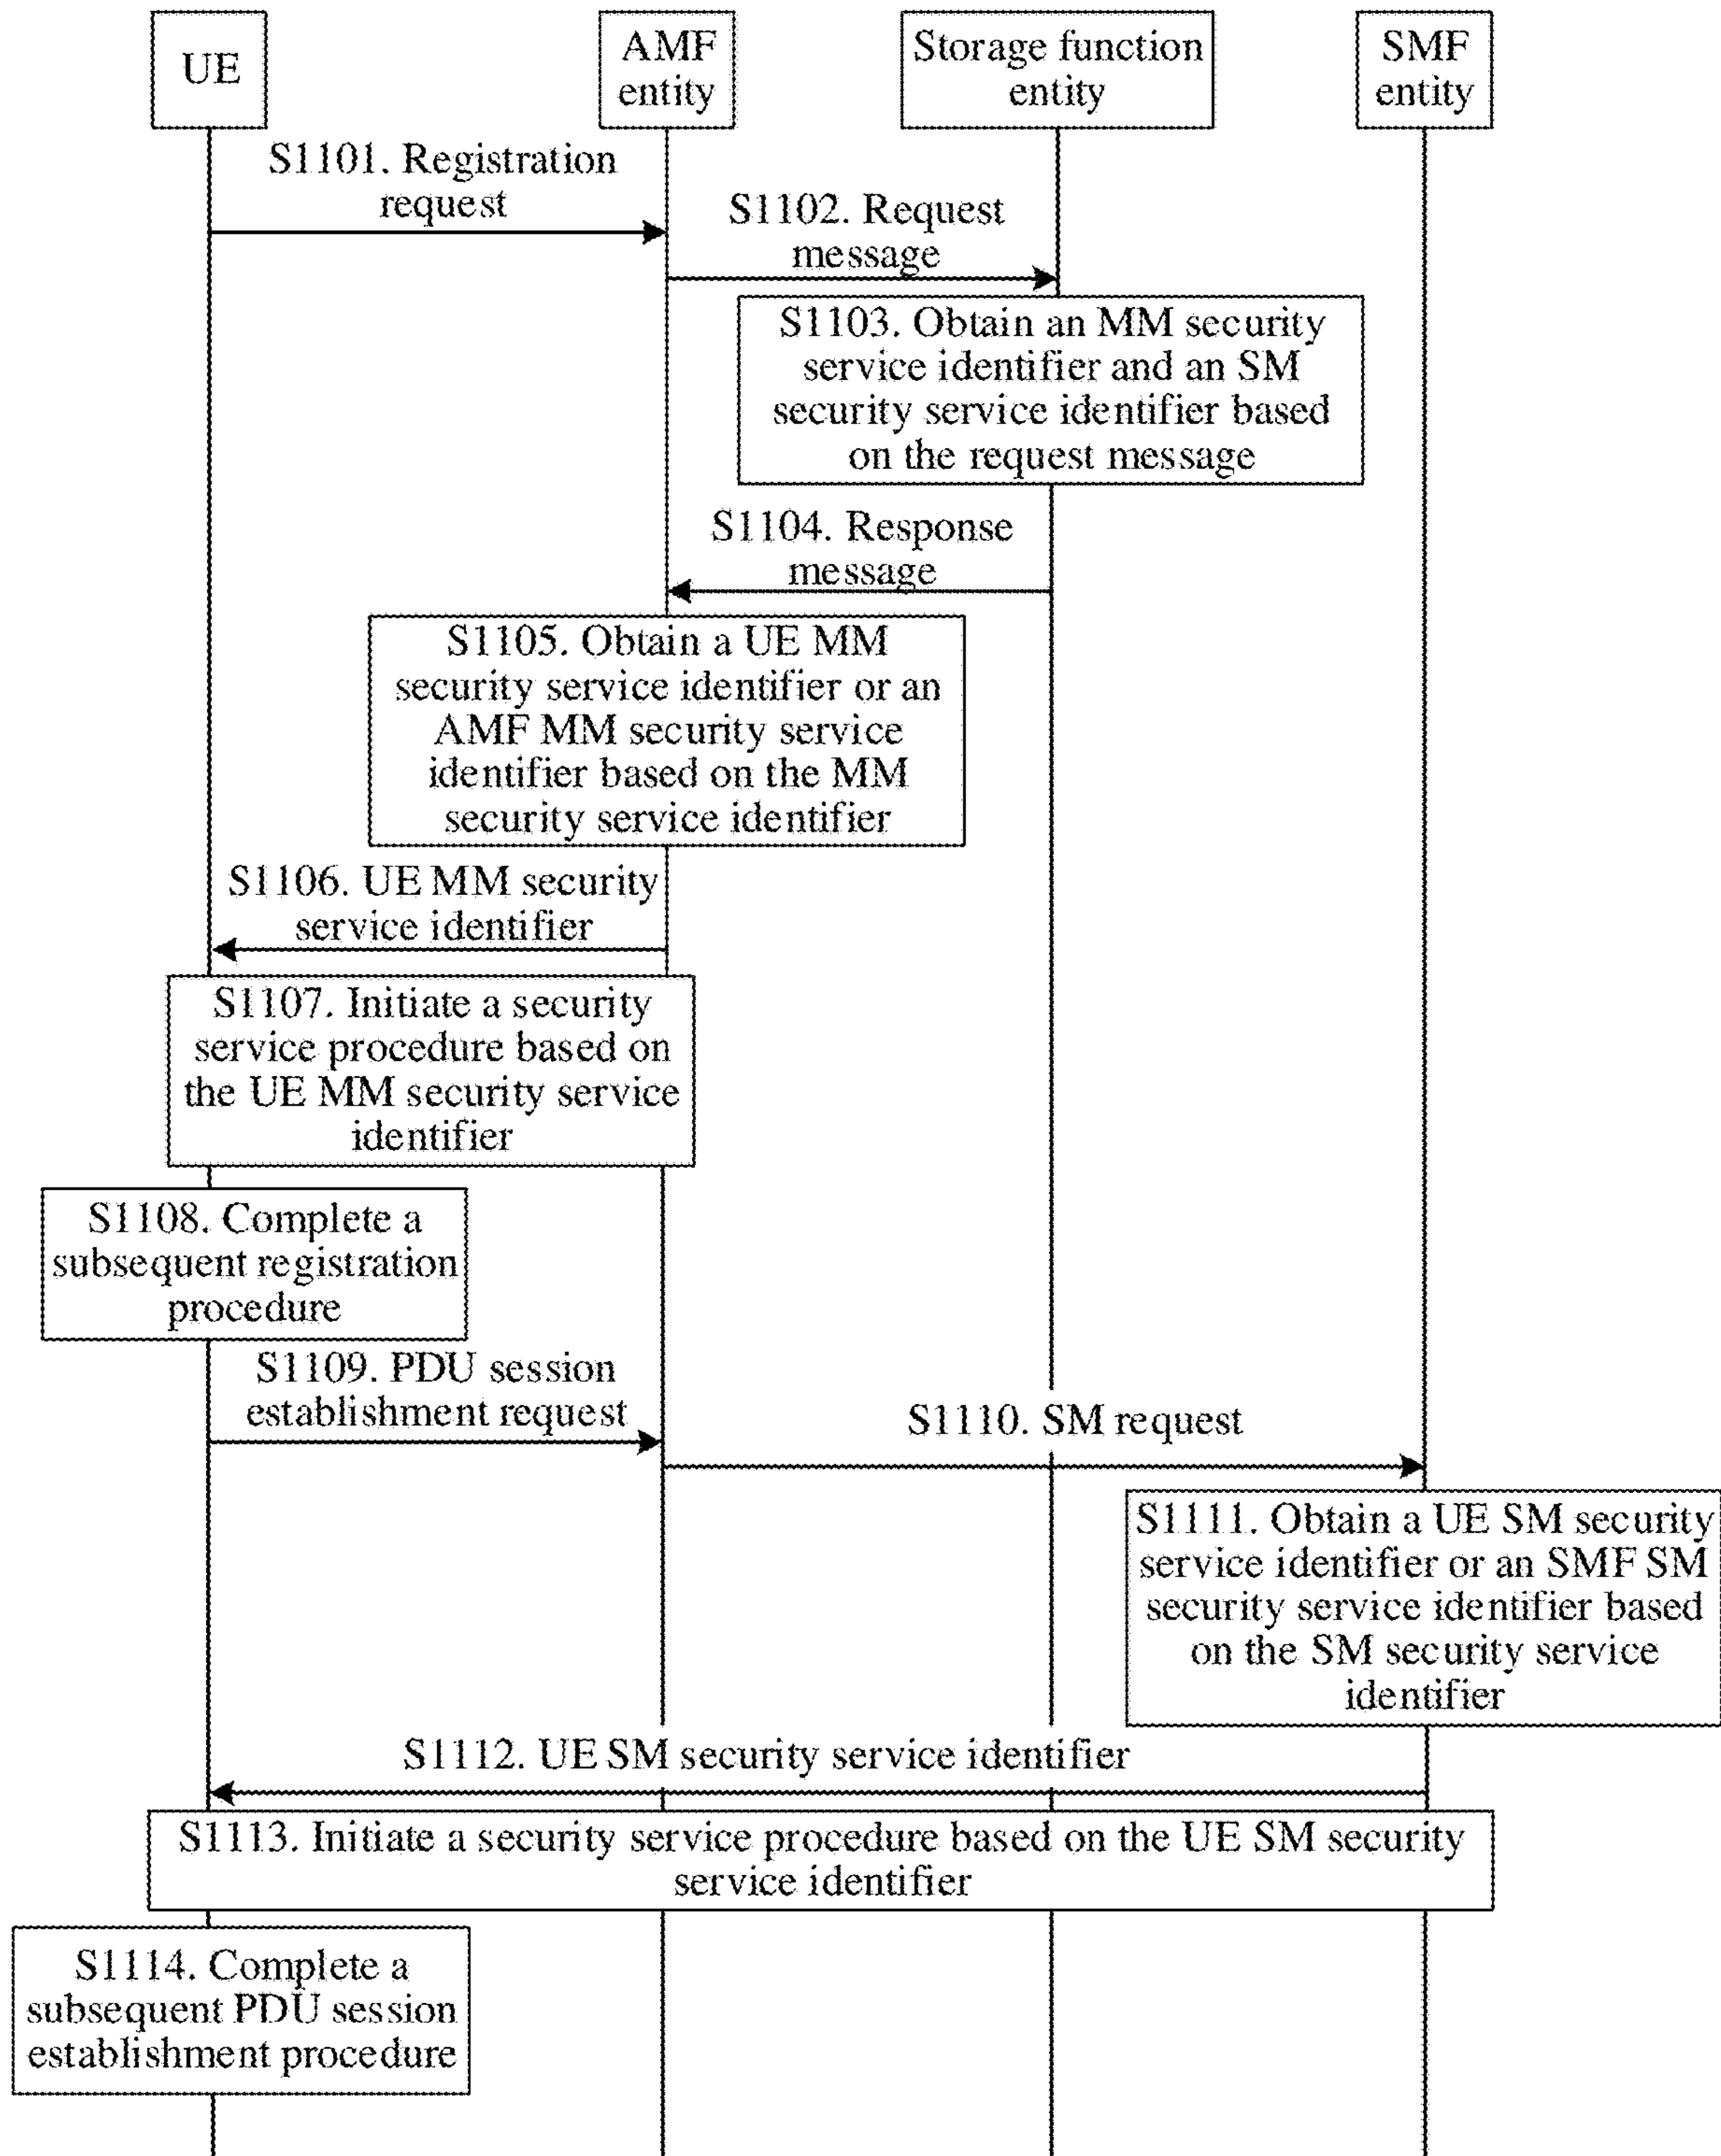 UE
AMF
entity
Storage function
entity
SMF
entity
S1101. Registration
request
S1102. Request
message
S1103. Obtain an MM security
service identifier and an SM
security service identifier based
on the request message
S1104. Response
message
S1105. Obtain a UE MM
security service identifier or an
AMF MM security service
identifier based on the MM
security service identifier
S1106. UE MM security
service identifier
S1107. Initiate a security
service procedure based on
the UE MM security service
identifier
S1108. Complete a
subsequent registration
procedure
S1109. PDU session
establishment request
S1110. SM request
S1111. Obtain a UE SM security
service identifier or an SMF SM
security service identifier based
on the SM security service
identifier
S1112. UE SM security service identifier
S1113. Initiate a security service procedure based on the UE SM security
service identifier
S1114. Complete a
subsequent PDU session
establishment procedure